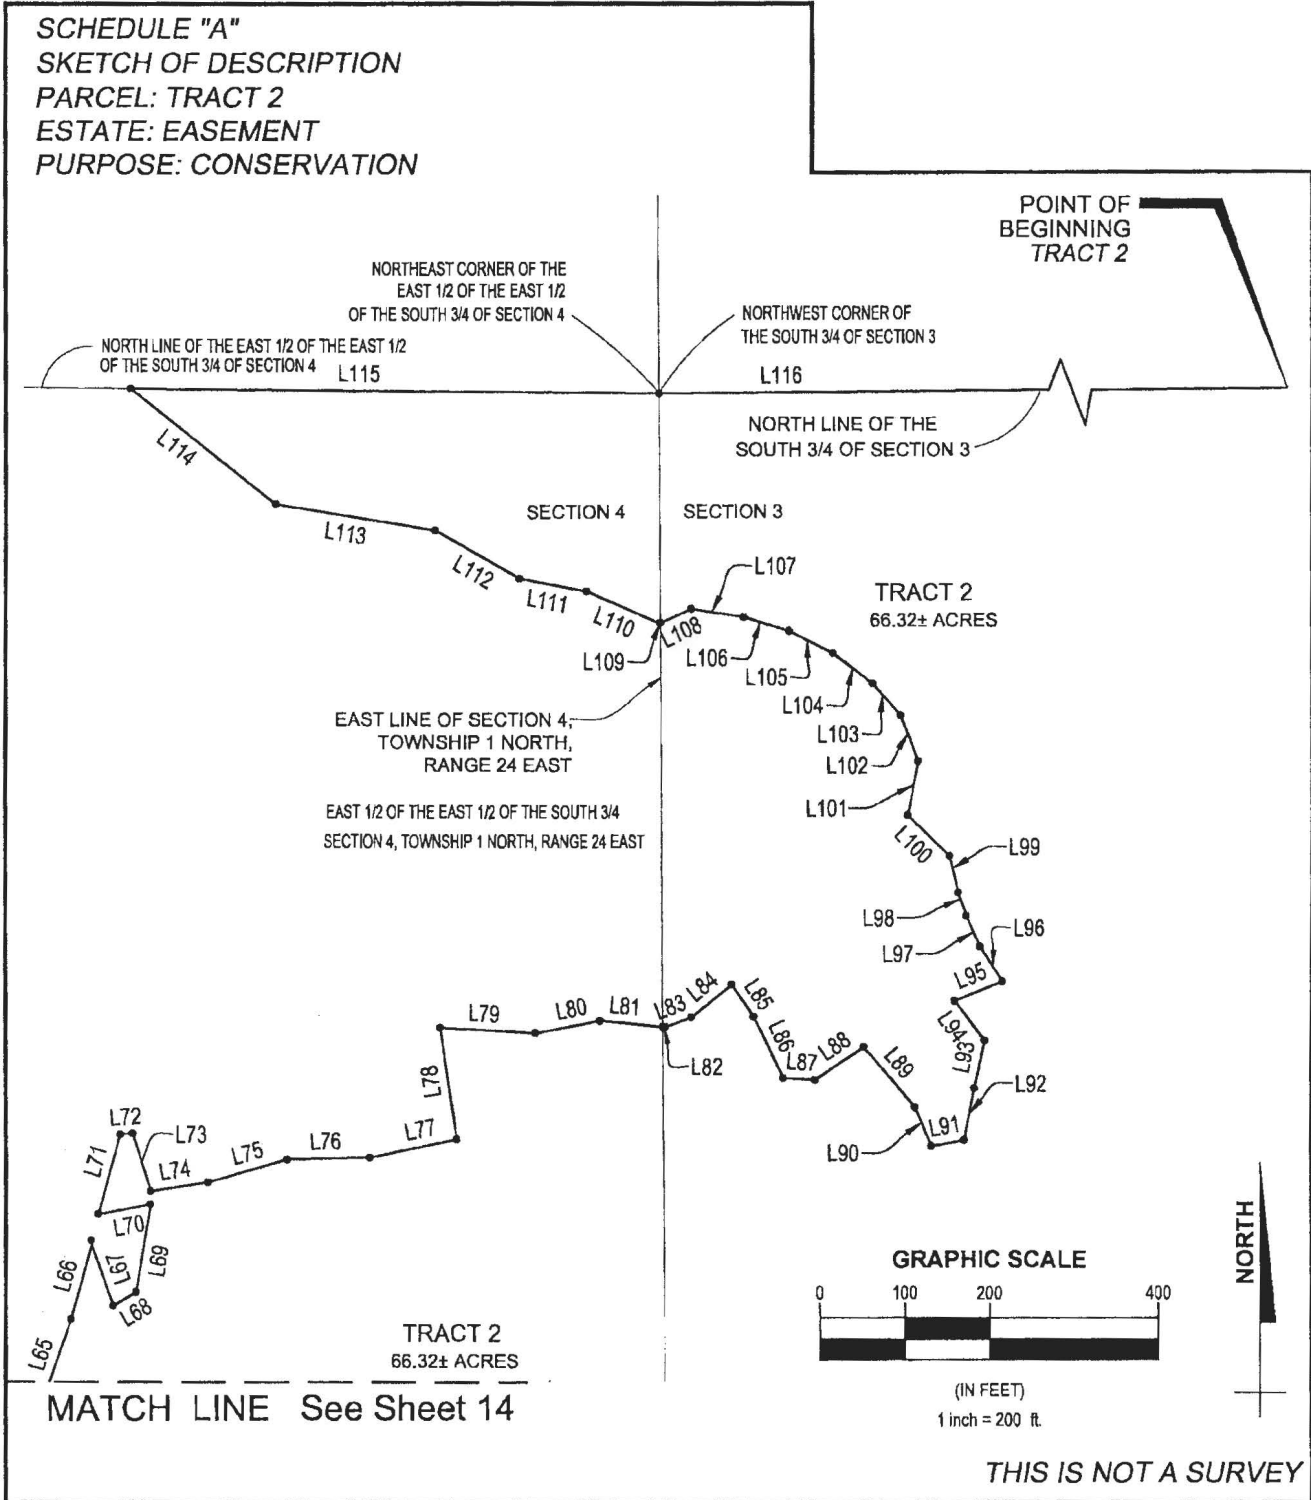 SCHEDULE "A"
SKETCH OF DESCRIPTION
PARCEL: TRACT 2
ESTATE: EASEMENT
PURPOSE: CONSERVATION
POINT OF
BEGINNING
TRACT 2
NORTHEAST CORNER OF THE
EAST 1/2 OF THE EAST 1/2
OF THE SOUTH 3/4 OF SECTION 4
NORTHWEST CORNER OF
THE SOUTH 3/4 OF SECTION 3
NORTH LINE OF THE EAST 1/2 OF THE EAST 1/2
OF THE SOUTH 3/4 OF SECTION 4
L115
L116
NORTH LINE OF THE
SOUTH 3/4 OF SECTION 3
L114
SECTION 4
SECTION 3
L113
L112
L111
L110
L109
L108
L107
L106
L105
L104
L103
L102
L101
L100
TRACT 2
66.32± ACRES
EAST LINE OF SECTION 4,
TOWNSHIP 1 NORTH,
RANGE 24 EAST
EAST 1/2 OF THE EAST 1/2 OF THE SOUTH 3/4
SECTION 4, TOWNSHIP 1 NORTH, RANGE 24 EAST
L99
L98
L97
L96
L95
L94
L93
L92
L91
L90
L89
L88
L87
L86
L85
L84
L83
L82
L81
L80
L79
L78
L77
L76
L75
L74
L73
L72
L71
L70
L69
L68
L67
L66
L65
TRACT 2
66.32± ACRES
GRAPHIC SCALE
0 100 200 400
(IN FEET)
1 inch = 200 ft.
NORTH
MATCH LINE See Sheet 14
THIS IS NOT A SURVEY